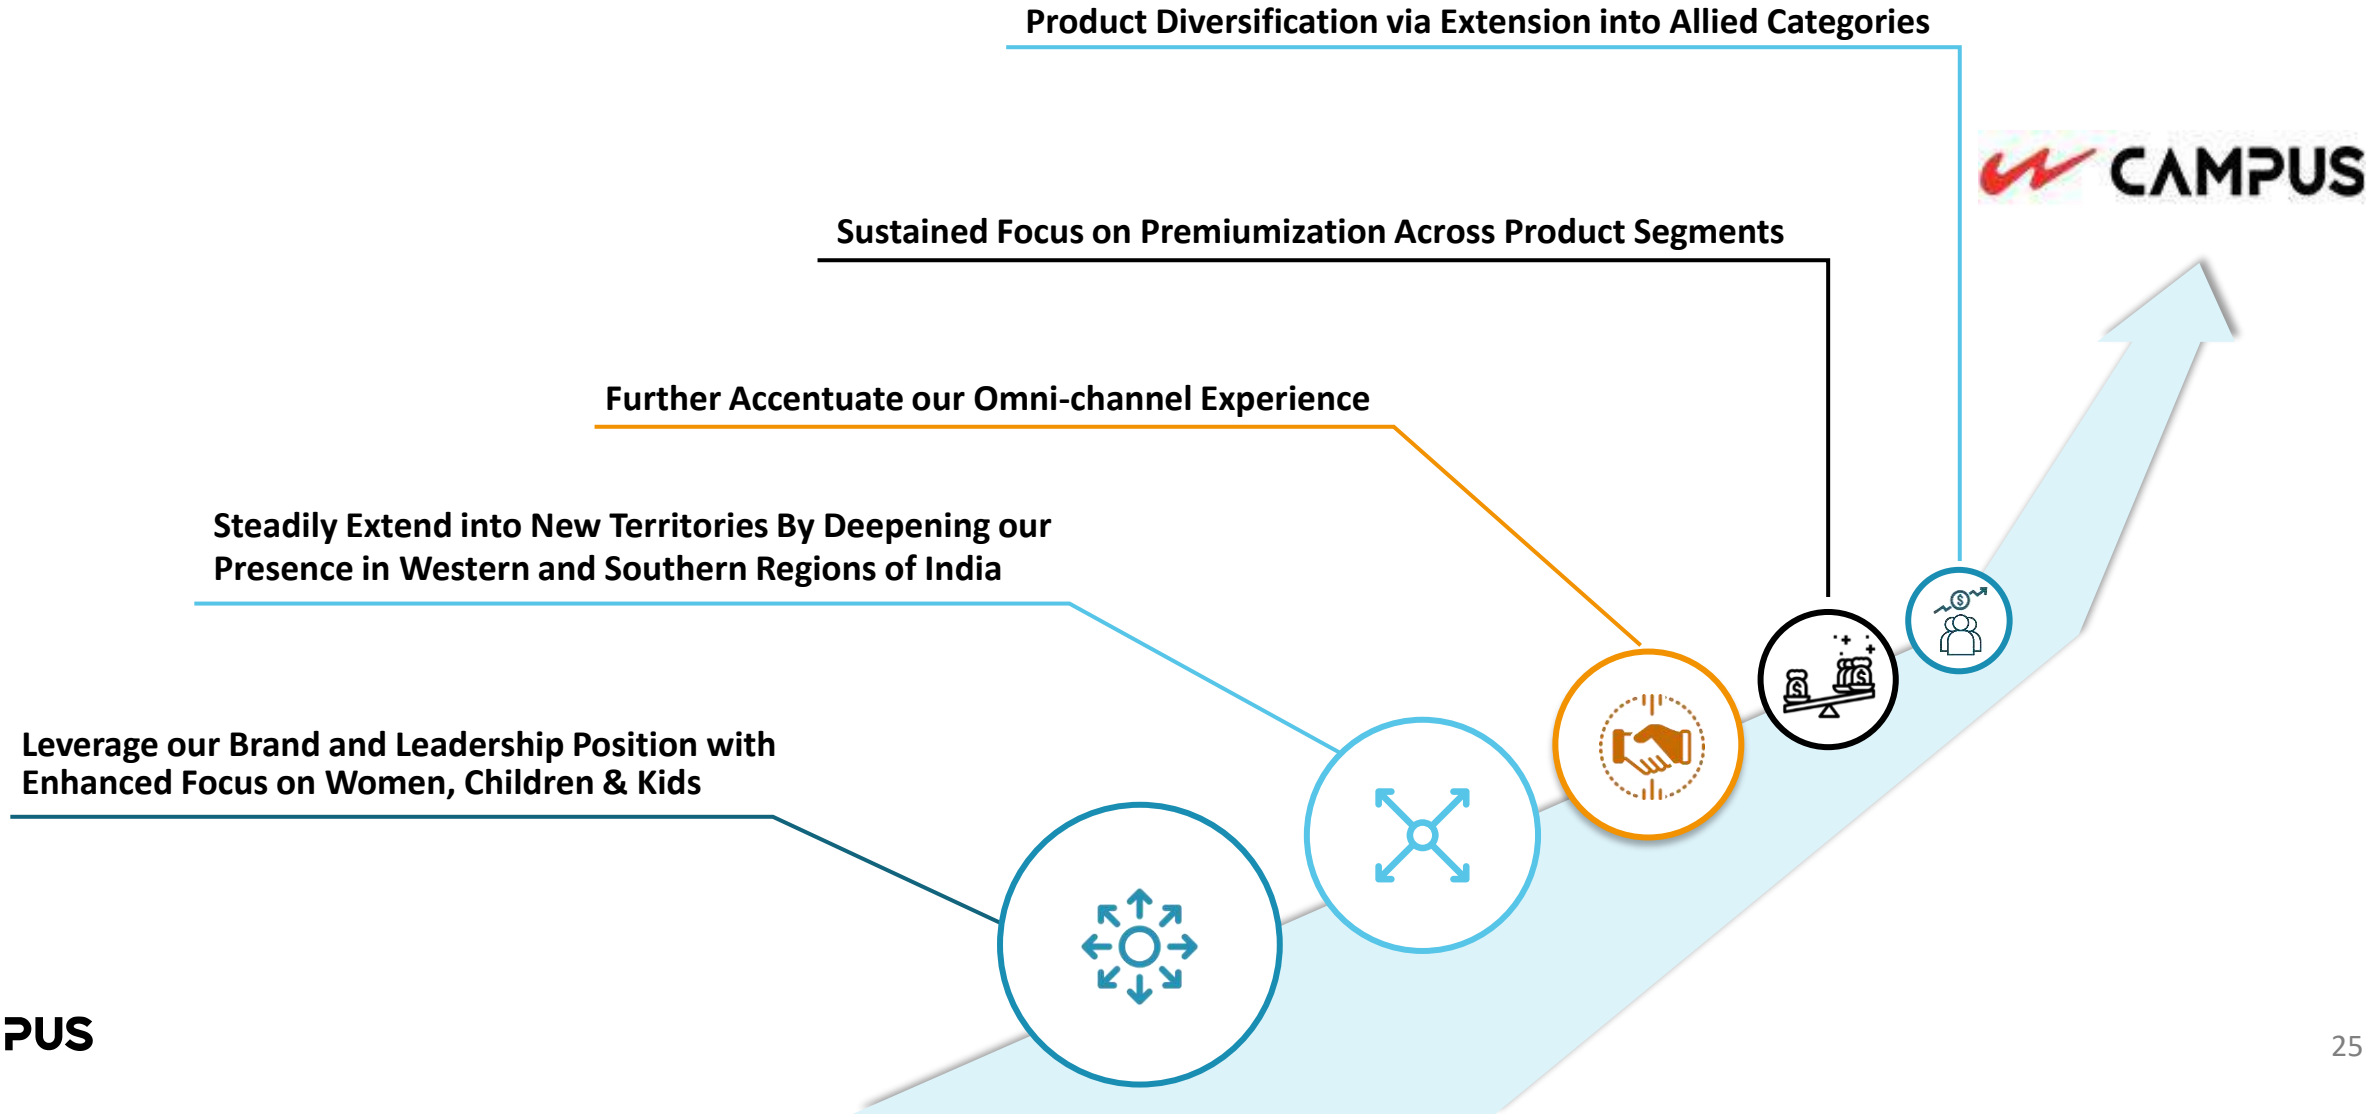 Product Diversification via Extension into Allied Categories
CAMPUS
Sustained Focus on Premiumization Across Product Segments
Further Accentuate our Omni-channel Experience
Steadily Extend into New Territories By Deepening our
Presence in Western and Southern Regions of India
Leverage our Brand and Leadership Position with
Enhanced Focus on Women, Children & Kids
PUS
25